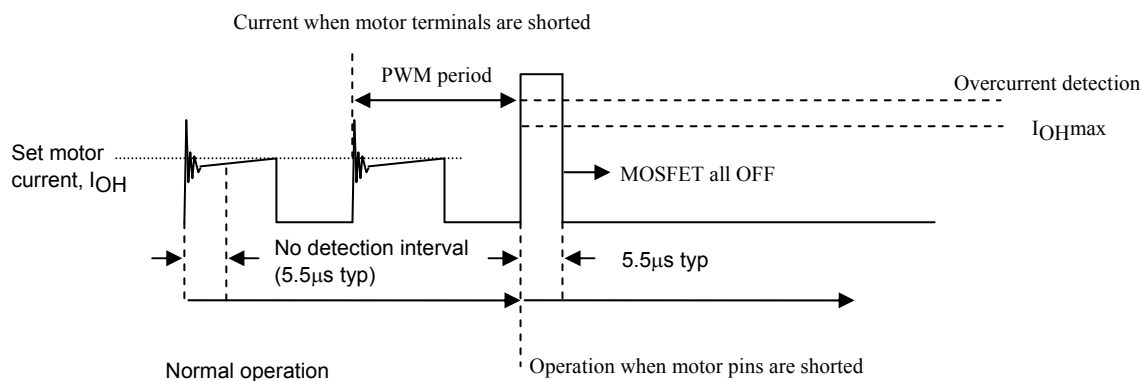 Current when motor terminals are shorted
PWM period
Overcurrent detection
IOHmax
Set motor
current, IOH
MOSFET all OFF
No detection interval
(5.5μs typ)
5.5μs typ
Normal operation
Operation when motor pins are shorted